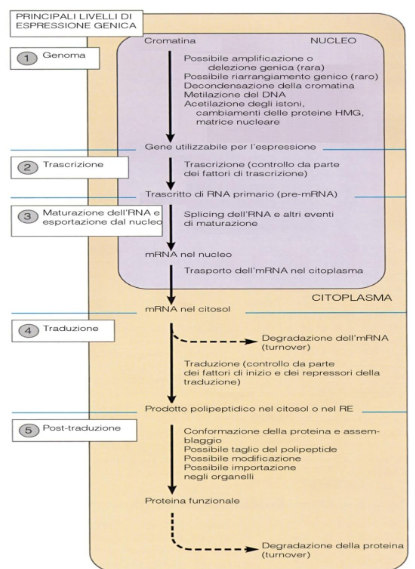 PRINCIPALI LIVELLI DI
ESPRESSIONE GENICA
Cromatina
NUCLEO
1 Genoma
Possibile amplificazione o
delezione genica (rara)
Possibile riarrangiamento genico (raro)
Decondensazione della cromatina
Metilazione del DNA
Acetilazione degli istoni,
cambiamenti delle proteine HMG,
matrice nucleare
Gene utilizzabile per l'espressione
2 Trascrizione
Trascrizione (controllo da parte
dei fattori di trascrizione)
Trascritto di RNA primario (pre-mRNA)
3 Maturazione dell'RNA e
esportazione dal nucleo
Splicing dell'RNA e altri eventi
di maturazione
mRNA nel nucleo
Trasporto dell'mRNA nel citoplasma
CITOPLASMA
mRNA nel citosol
4 Traduzione
Degradazione dell'mRNA
(turnover)
Traduzione (controllo da parte
dei fattori di inizio e dei repressori della
traduzione)
Prodotto polipeptidico nel citosol o nel RE
5 Post-traduzione
Conformazione della proteina e assem-
blaggio
Possibile taglio del polipeptide
Possibile modificazione
Possibile importazione
negli organelli
Proteina funzionale
Degradazione della proteina
(turnover)